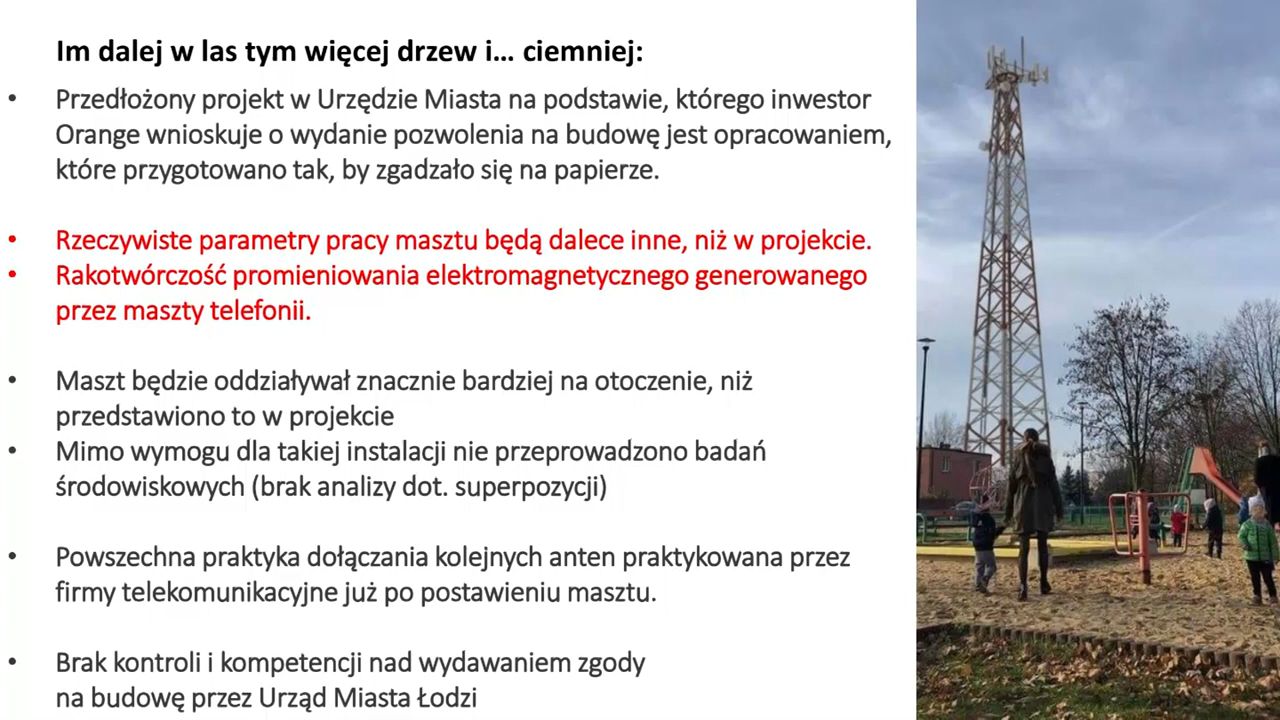 Im dalej w las tym więcej drzew i... ciemniej:
• Przedłożony projekt w Urzędzie Miasta na podstawie, którego inwestor
Orange wnioskuje o wydanie pozwolenia na budowę jest opracowaniem,
które przygotowano tak, by zgadzało się na papierze.
• Rzeczywiste parametry pracy masztu będą dalece inne, niż w projekcie.
• Rakotwórczość promieniowania elektromagnetycznego generowanego
przez maszty telefonii.
• Maszt będzie oddziaływał znacznie bardziej na otoczenie, niż
przedstawiono to w projekcie
• Mimo wymogu dla takiej instalacji nie przeprowadzono badań
środowiskowych (brak analizy dot. superpozycji)
• Powszechna praktyka dołączania kolejnych anten praktykowana przez
firmy telekomunikacyjne już po postawieniu masztu.
• Brak kontroli i kompetencji nad wydawaniem zgody
na budowę przez Urząd Miasta Łodzi